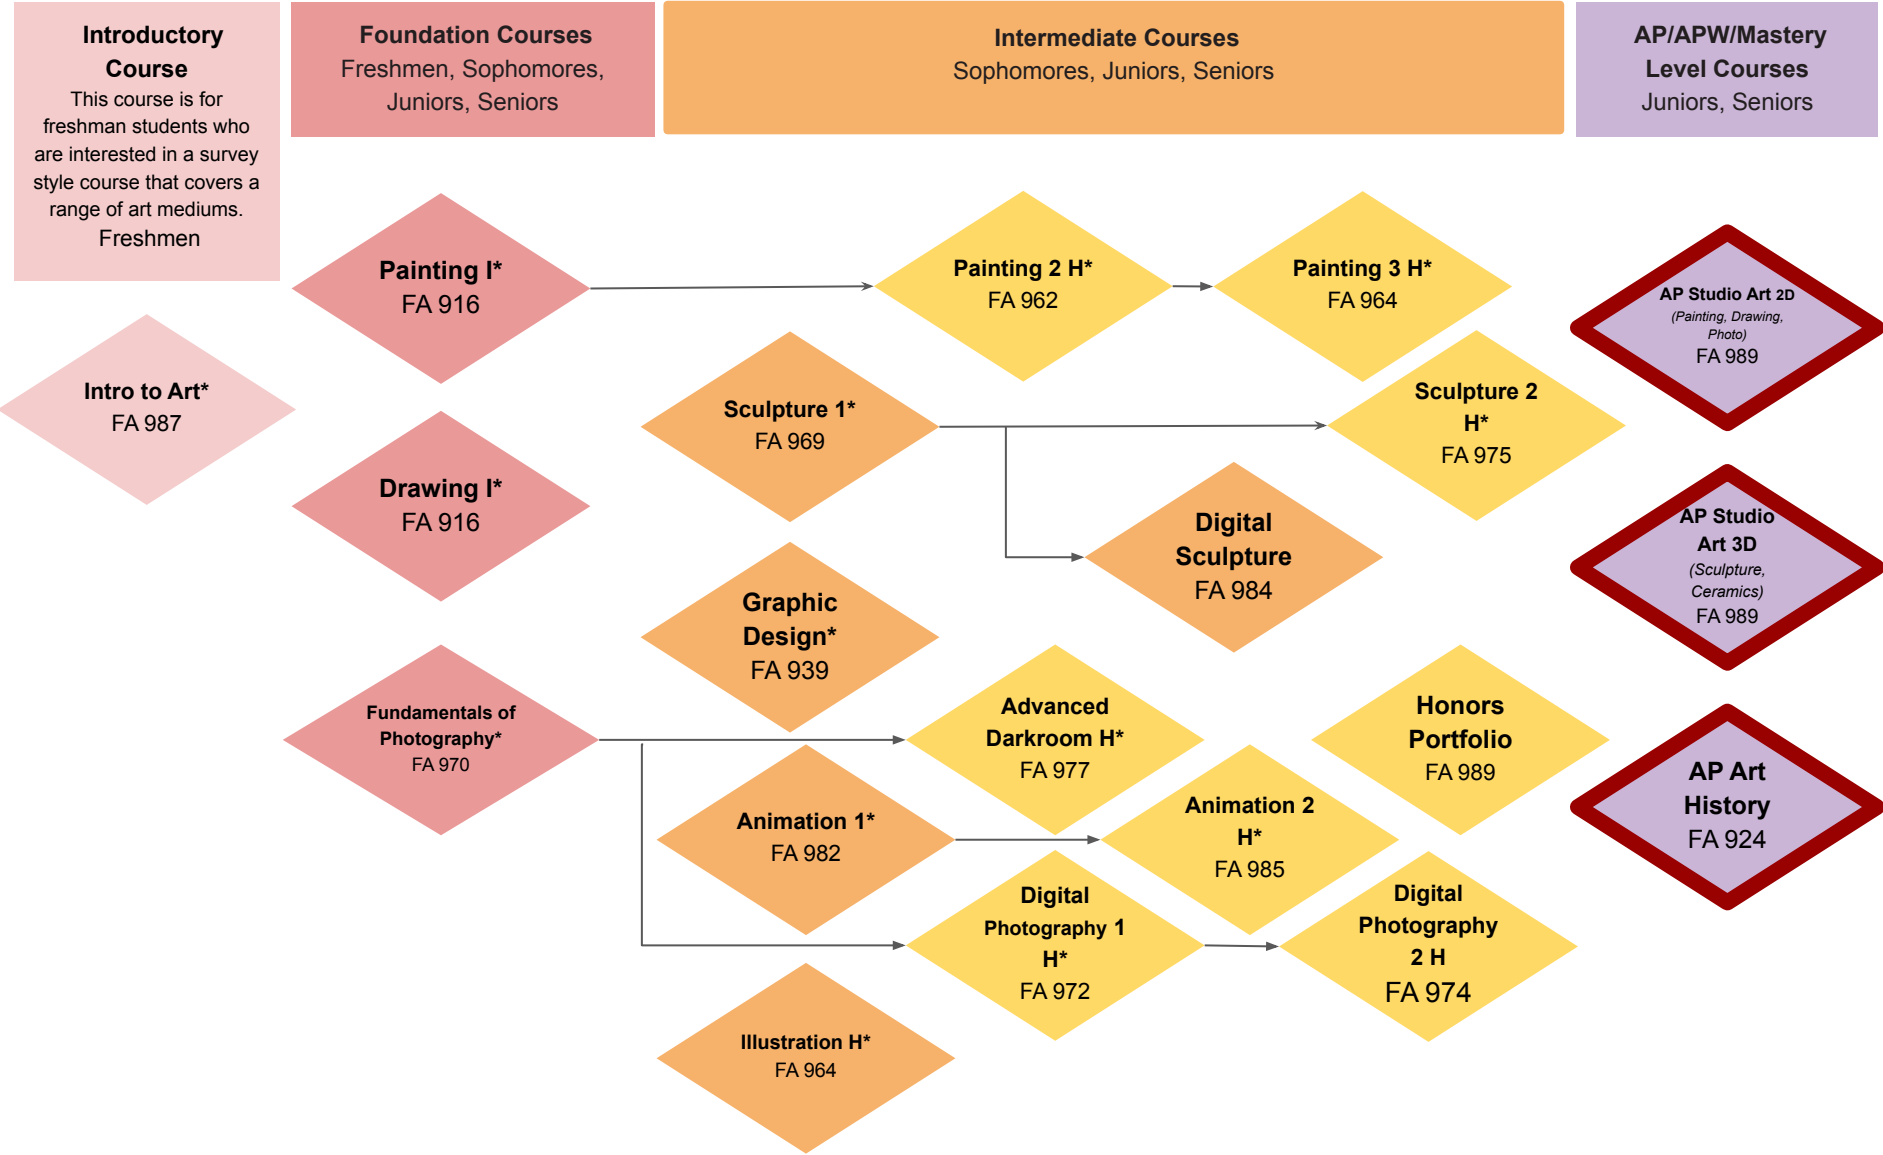 Introductory
Course
This course is for
freshman students who
are interested in a survey
style course that covers a
range of art mediums.
Freshmen
Foundation Courses
Freshmen, Sophomores,
Juniors, Seniors
Intermediate Courses
Sophomores, Juniors, Seniors
AP/APW/Mastery
Level Courses
Juniors, Seniors
Intro to Art*
FA 987
Painting I*
FA 916
Drawing I*
FA 916
Fundamentals of
Photography*
FA 970
Painting 2 H*
FA 962
Painting 3 H*
FA 964
Sculpture 1*
FA 969
Sculpture 2
H*
FA 975
Digital
Sculpture
FA 984
Graphic
Design*
FA 939
Advanced
Darkroom H*
FA 977
Honors
Portfolio
FA 989
Animation 1*
FA 982
Animation 2
H*
FA 985
Digital
Photography 1
H*
FA 972
Digital
Photography
2 H
FA 974
Illustration H*
FA 964
AP Studio Art 2D
(Painting, Drawing,
Photo)
FA 989
AP Studio
Art 3D
(Sculpture,
Ceramics)
FA 989
AP Art
History
FA 924